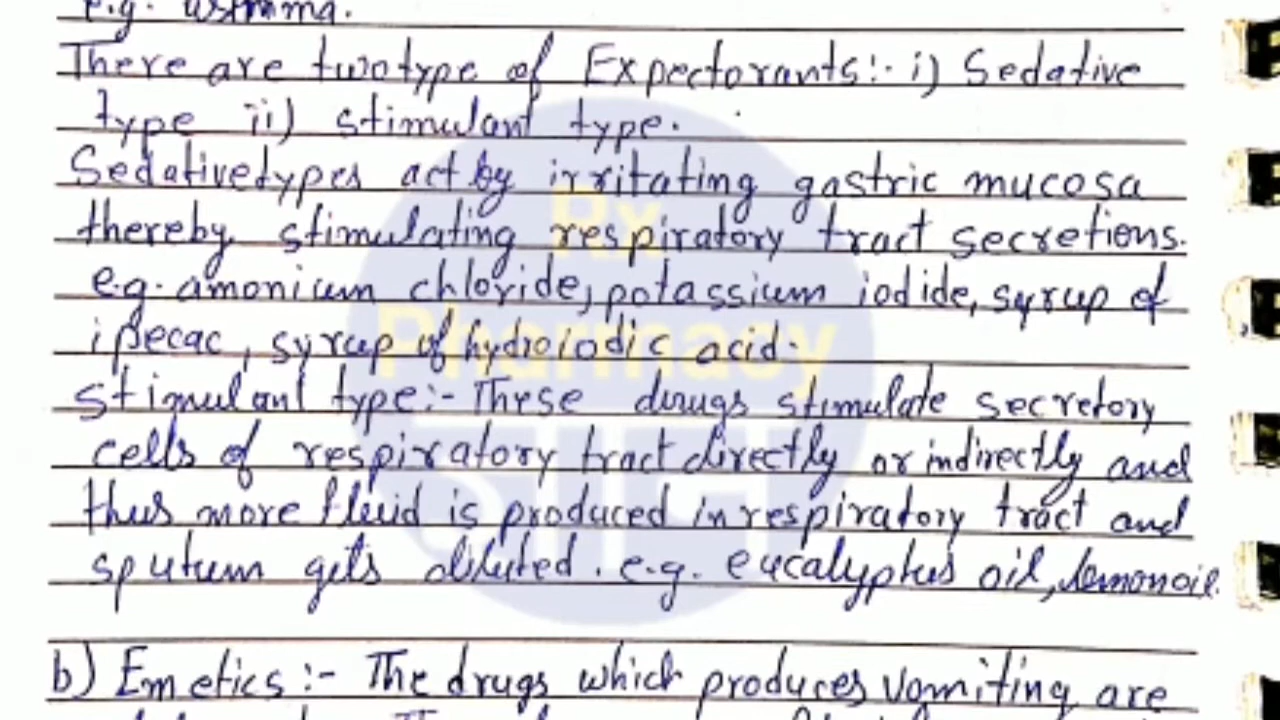 e.g. asthma.
There are two type of Expectorants:- i) Sedative
type ii) stimulant type.
Sedative types act by irritating gastric mucosa
thereby stimulating respiratory tract secretions.
e.g. amonium chloride, potassium iodide, syrup of
ipecac, syrup of hydroiodic acid.
stimulant type:- These drugs stimulate secretory
cells of respiratory tract directly or indirectly and
thus more fluid is produced in respiratory tract and
sputum gets diluted. e.g. eucalyptus oil, lemon oil.
b) Emetics:- The drugs which produces vomiting are
Rx
Pharmacy